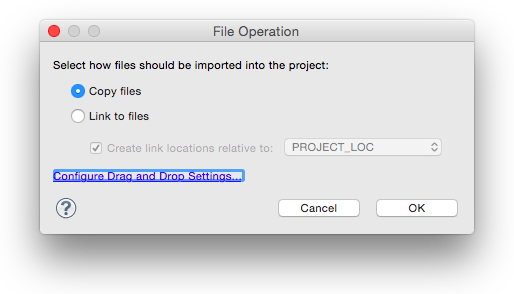 File Operation
Select how files should be imported into the project:
Copy files
Link to files
Create link locations relative to: PROJECT_LOC
Configure Drag and Drop Settings...
? Cancel OK